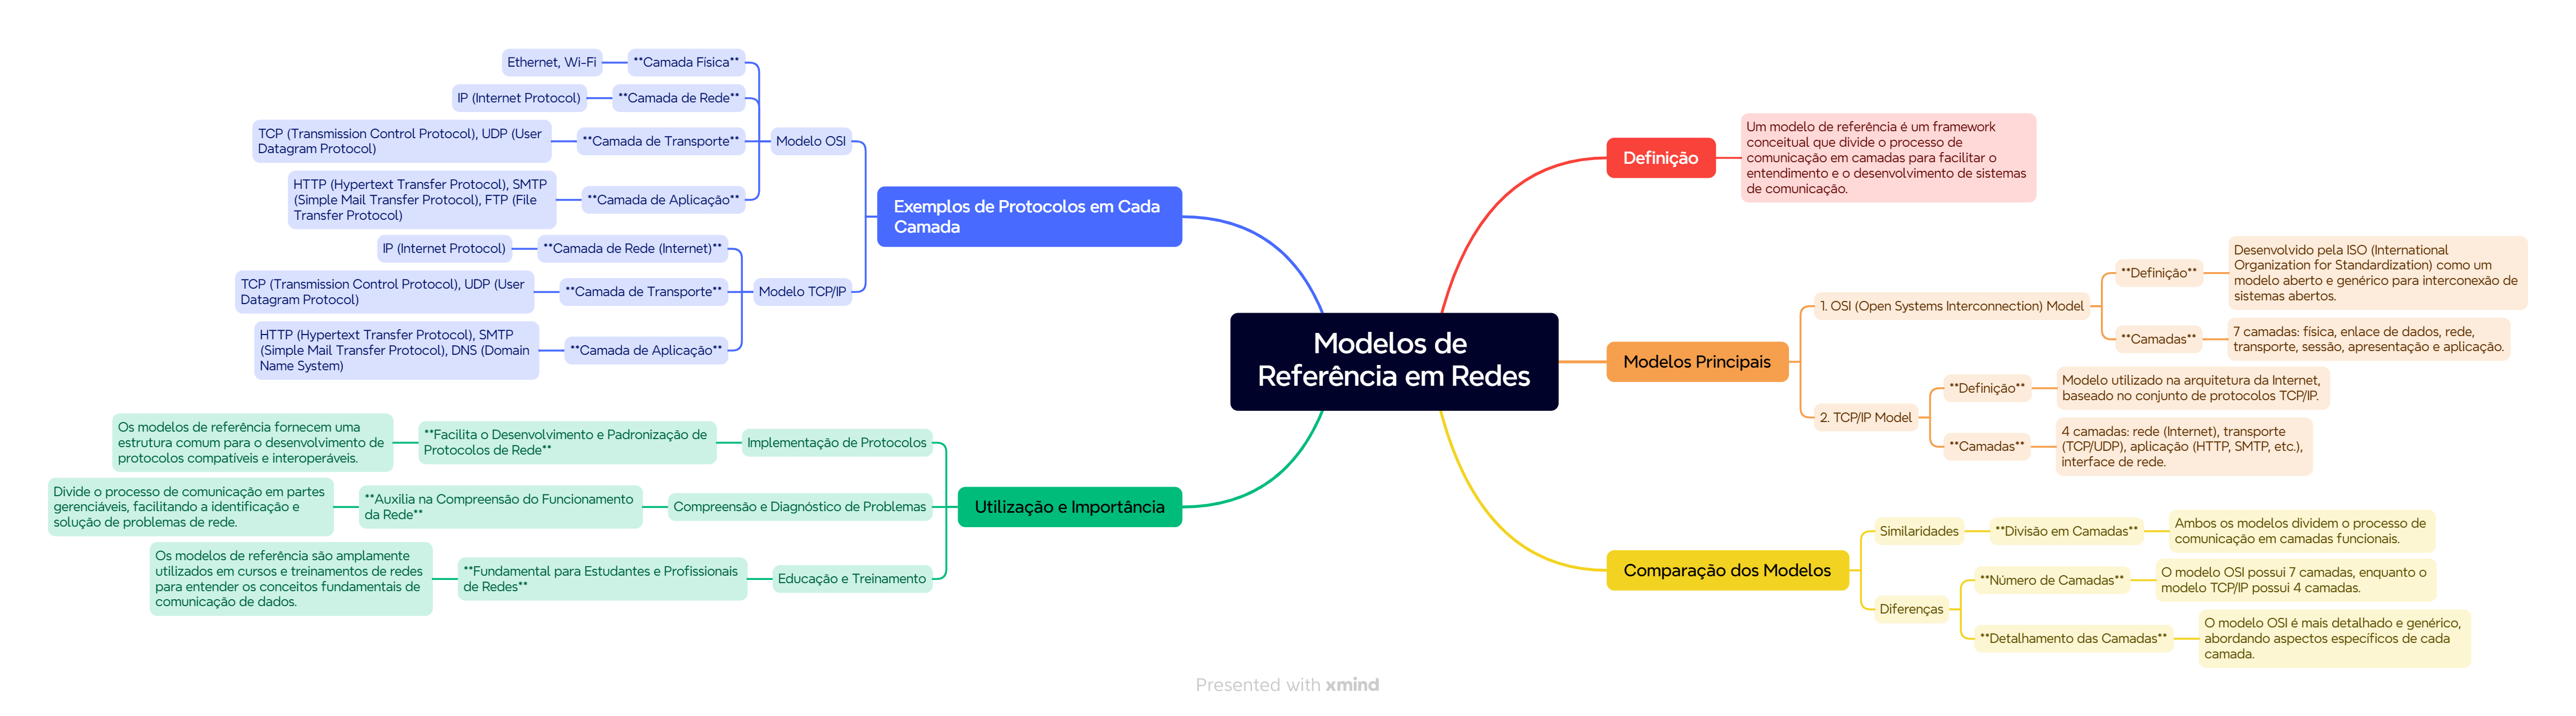 Modelos de
Referência em Redes
Definição
Um modelo de referência é um framework
conceitual que divide o processo de
comunicação em camadas para facilitar o
entendimento e o desenvolvimento de sistemas
de comunicação.
Modelos Principais
1. OSI (Open Systems Interconnection) Model
**Definição**
Desenvolvido pela ISO (International
Organization for Standardization) como um
modelo aberto e genérico para interconexão de
sistemas abertos.
**Camadas**
7 camadas: física, enlace de dados, rede,
transporte, sessão, apresentação e aplicação.
2. TCP/IP Model
**Definição**
Modelo utilizado na arquitetura da Internet,
baseado no conjunto de protocolos TCP/IP.
**Camadas**
4 camadas: rede (Internet), transporte
(TCP/UDP), aplicação (HTTP, SMTP, etc.),
interface de rede.
Comparação dos Modelos
Similaridades
**Divisão em Camadas**
Ambos os modelos dividem o processo de
comunicação em camadas funcionais.
Diferenças
**Número de Camadas**
O modelo OSI possui 7 camadas, enquanto o
modelo TCP/IP possui 4 camadas.
**Detalhamento das Camadas**
O modelo OSI é mais detalhado e genérico,
abordando aspectos específicos de cada
camada.
Exemplos de Protocolos em Cada
Camada
Modelo OSI
**Camada Física**
Ethernet, Wi-Fi
**Camada de Rede**
IP (Internet Protocol)
**Camada de Transporte**
TCP (Transmission Control Protocol), UDP (User
Datagram Protocol)
**Camada de Aplicação**
HTTP (Hypertext Transfer Protocol), SMTP
(Simple Mail Transfer Protocol), FTP (File
Transfer Protocol)
Modelo TCP/IP
**Camada de Rede (Internet)**
IP (Internet Protocol)
**Camada de Transporte**
TCP (Transmission Control Protocol), UDP (User
Datagram Protocol)
**Camada de Aplicação**
HTTP (Hypertext Transfer Protocol), SMTP
(Simple Mail Transfer Protocol), DNS (Domain
Name System)
Utilização e Importância
Implementação de Protocolos
**Facilita o Desenvolvimento e Padronização de
Protocolos de Rede**
Os modelos de referência fornecem uma
estrutura comum para o desenvolvimento de
protocolos compatíveis e interoperáveis.
Compreensão e Diagnóstico de Problemas
**Auxilia na Compreensão do Funcionamento
da Rede**
Divide o processo de comunicação em partes
gerenciáveis, facilitando a identificação e
solução de problemas de rede.
Educação e Treinamento
**Fundamental para Estudantes e Profissionais
de Redes**
Os modelos de referência são amplamente
utilizados em cursos e treinamentos de redes
para entender os conceitos fundamentais de
comunicação de dados.
Presented with xmind